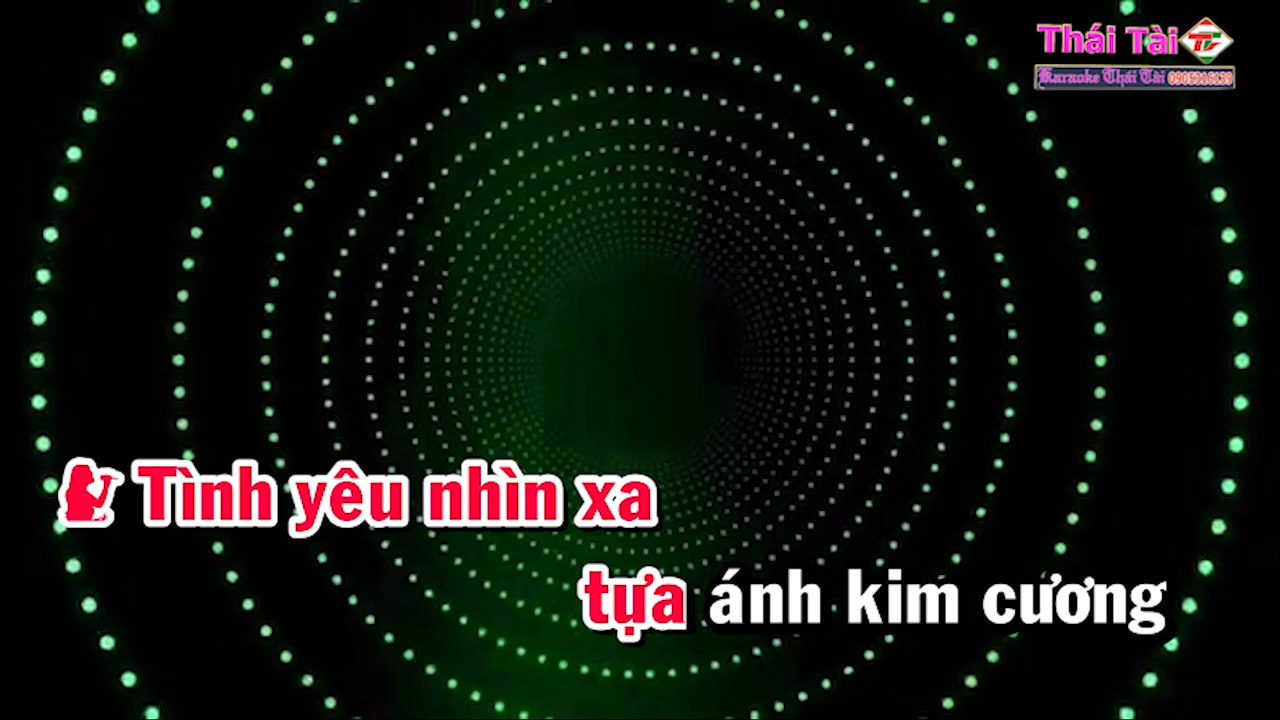 Thái Tài
Karaoke Thái Tài 0905316139
Tình yêu nhìn xa
tựa ánh kim cương